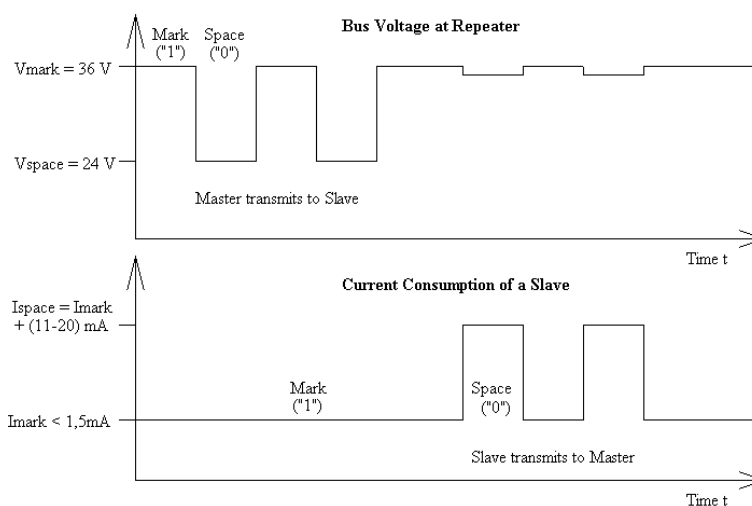 Bus Voltage at Repeater
Mark Space
("1") ("0")
Vmark = 36 V
Vspace = 24 V
Master transmits to Slave
Time t
Current Consumption of a Slave
Ispace = Imark
+ (11-20) mA
Mark
("1")
Space
("0")
Imark < 1,5mA
Slave transmits to Master
Time t